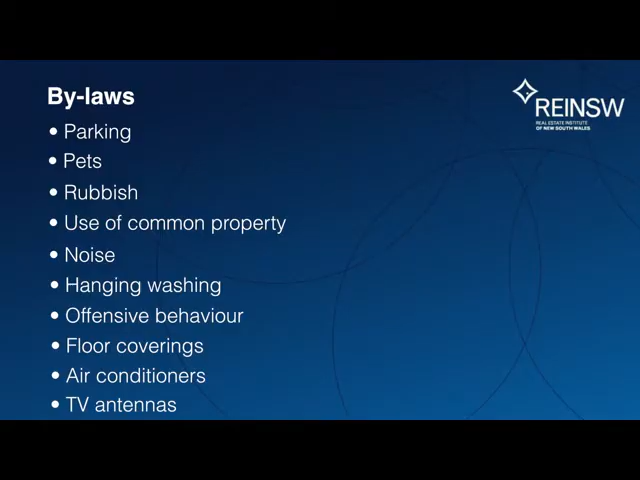 By-laws
• Parking
• Pets
• Rubbish
• Use of common property
• Noise
• Hanging washing
• Offensive behaviour
• Floor coverings
• Air conditioners
• TV antennas
REINSW
REAL ESTATE INSTITUTE
OF NEW SOUTH WALES